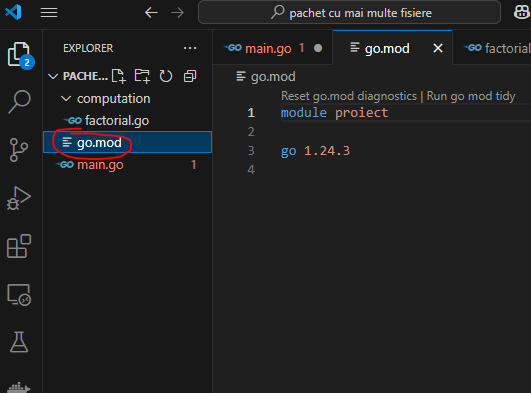 pachet cu mai multe fisiere
EXPLORER
main.go 1
go.mod
factorial
PACHE...
go.mod
computation
Reset go.mod diagnostics | Run go mod tidy
factorial.go
1 module proiect
go.mod
2
main.go 1
3 go 1.24.3
4
2